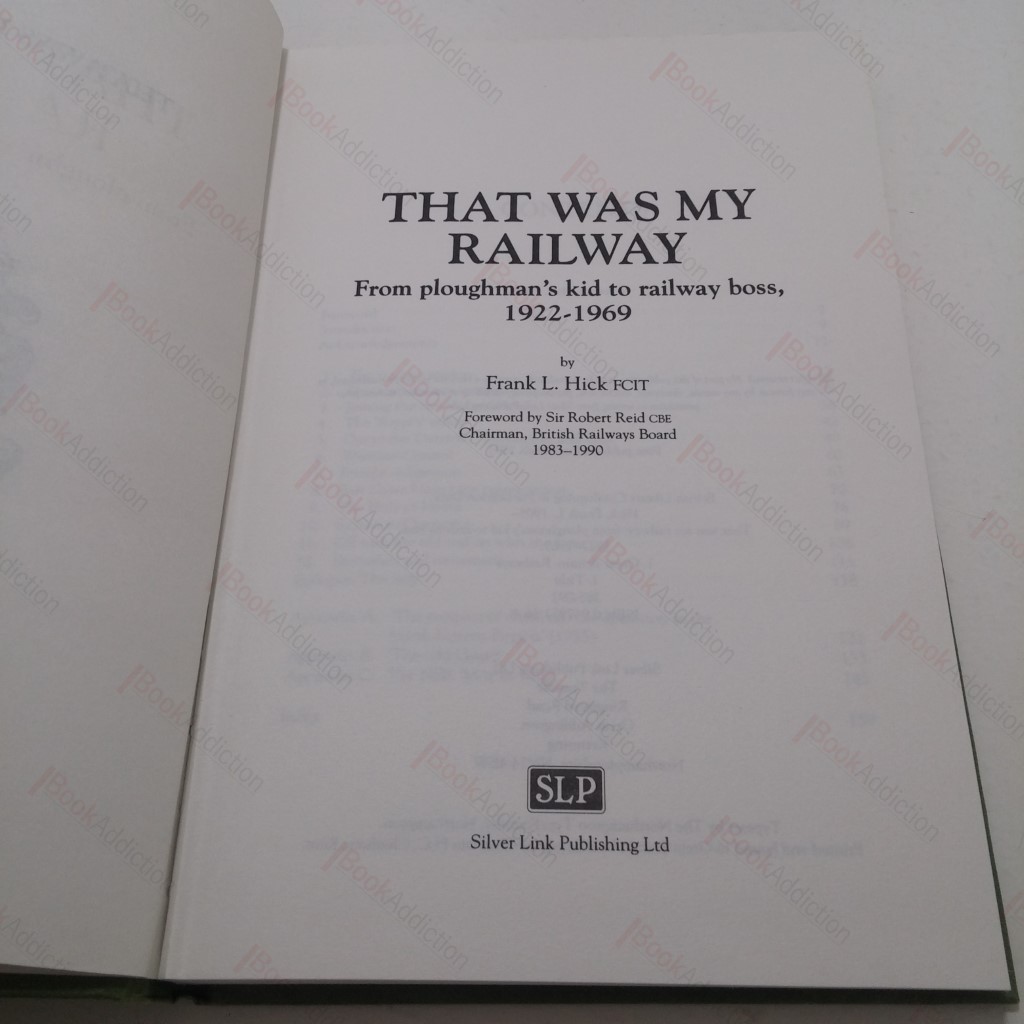 THAT WAS MY
RAILWAY
From ploughman's kid to railway boss,
1922-1969
by
Frank L. Hick FCIT
Foreword by Sir Robert Reid CBE
Chairman, British Railways Board
1983–1990
SLP
Silver Link Publishing Ltd
BookAddiction